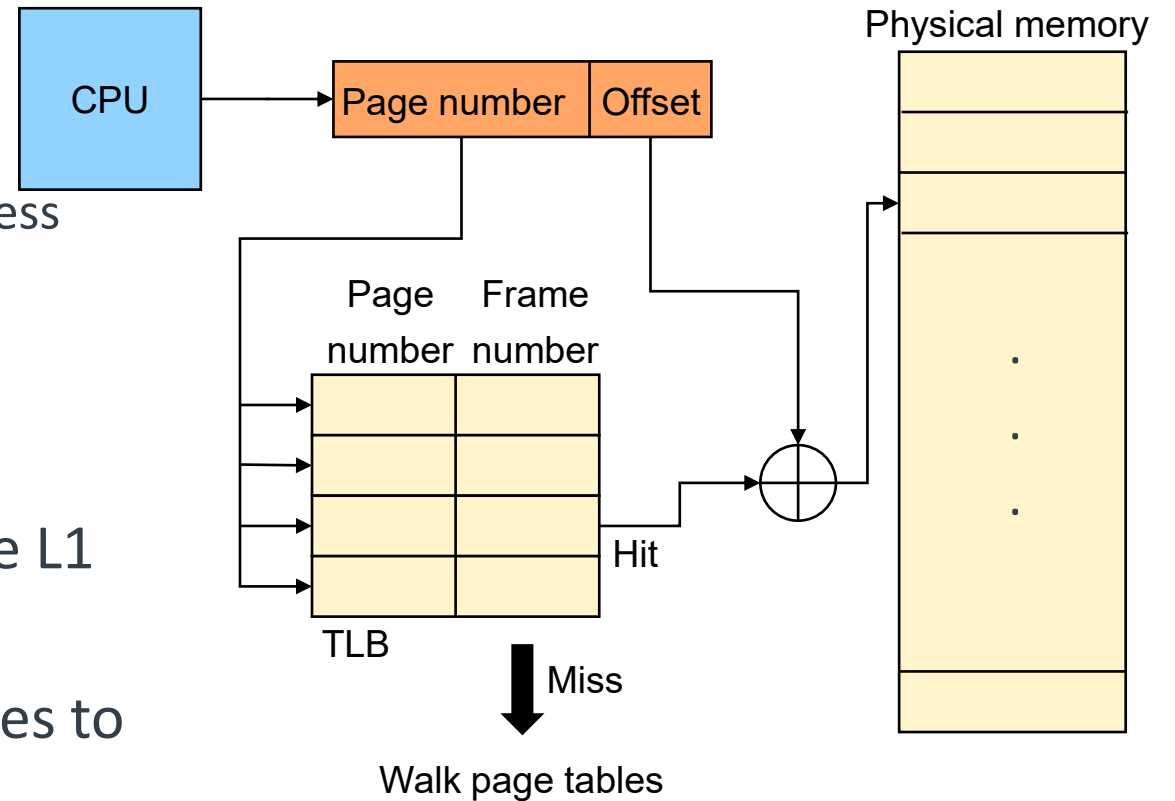 Physical memory
CPU
Page number
Offset
ess
Page Frame
number number
e L1
Hit
TLB
Miss
es to
Walk page tables